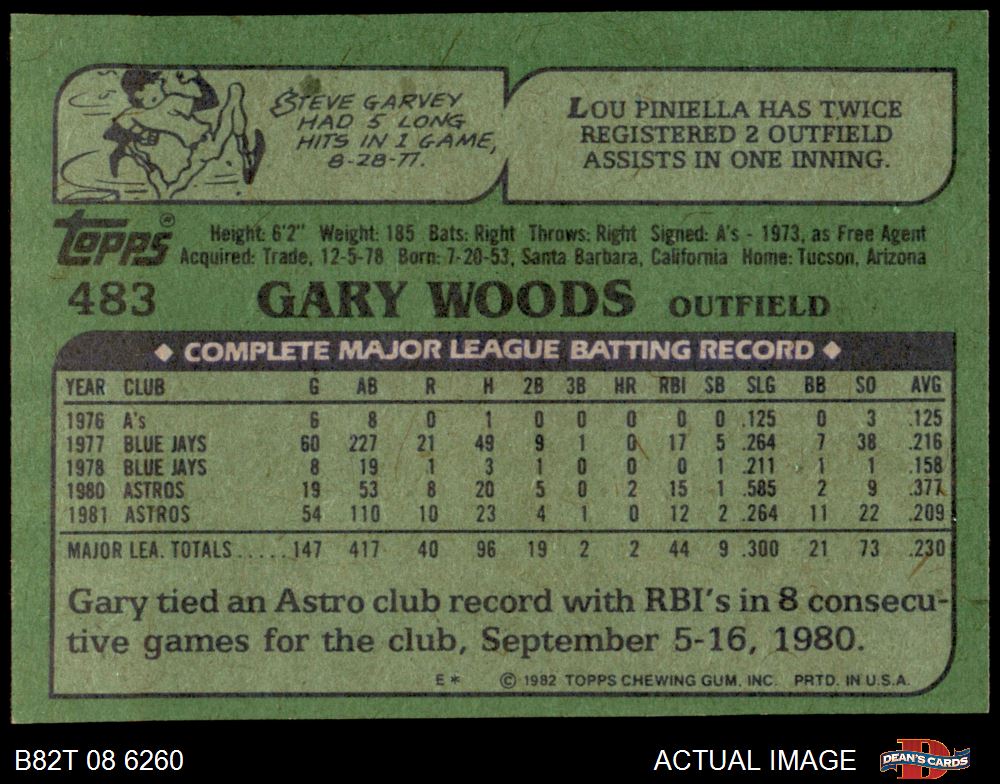 STEVE GARVEY
HAD 5 LONG
HITS IN 1 GAME,
8-28-77.
LOU PINIELLA HAS TWICE
REGISTERED 2 OUTFIELD
ASSISTS IN ONE INNING.
Topps®
Height: 6'2" Weight: 185 Bats: Right Throws: Right Signed: A's - 1973, as Free Agent
Acquired: Trade, 12-5-78 Born: 7-20-53, Santa Barbara, California Home: Tucson, Arizona
483 GARY WOODS OUTFIELD
◆ COMPLETE MAJOR LEAGUE BATTING RECORD ◆
YEAR CLUB G AB R H 2B 3B HR RBI SB SLG BB SO AVG
1976 A's 6 8 0 1 0 0 0 0 0 .125 0 3 .125
1977 BLUE JAYS 60 227 21 49 9 1 0 17 5 .264 7 38 .216
1978 BLUE JAYS 8 19 1 3 1 0 0 0 1 .211 1 1 .158
1980 ASTROS 19 53 8 20 5 0 2 15 1 .585 2 9 .377
1981 ASTROS 54 110 10 23 4 1 0 12 2 .264 11 22 .209
MAJOR LEA. TOTALS.....147 417 40 96 19 2 2 44 9 .300 21 73 .230
Gary tied an Astro club record with RBI's in 8 consecu-
tive games for the club, September 5-16, 1980.
E* © 1982 TOPPS CHEWING GUM, INC. PRTD. IN U.S.A.
B82T 08 6260 ACTUAL IMAGE D DEAN'S CARDS